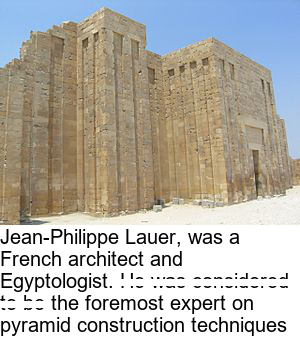 Jean-Philippe Lauer, was a
French architect and
Egyptologist. He was considered
to be the foremost expert on
pyramid construction techniques